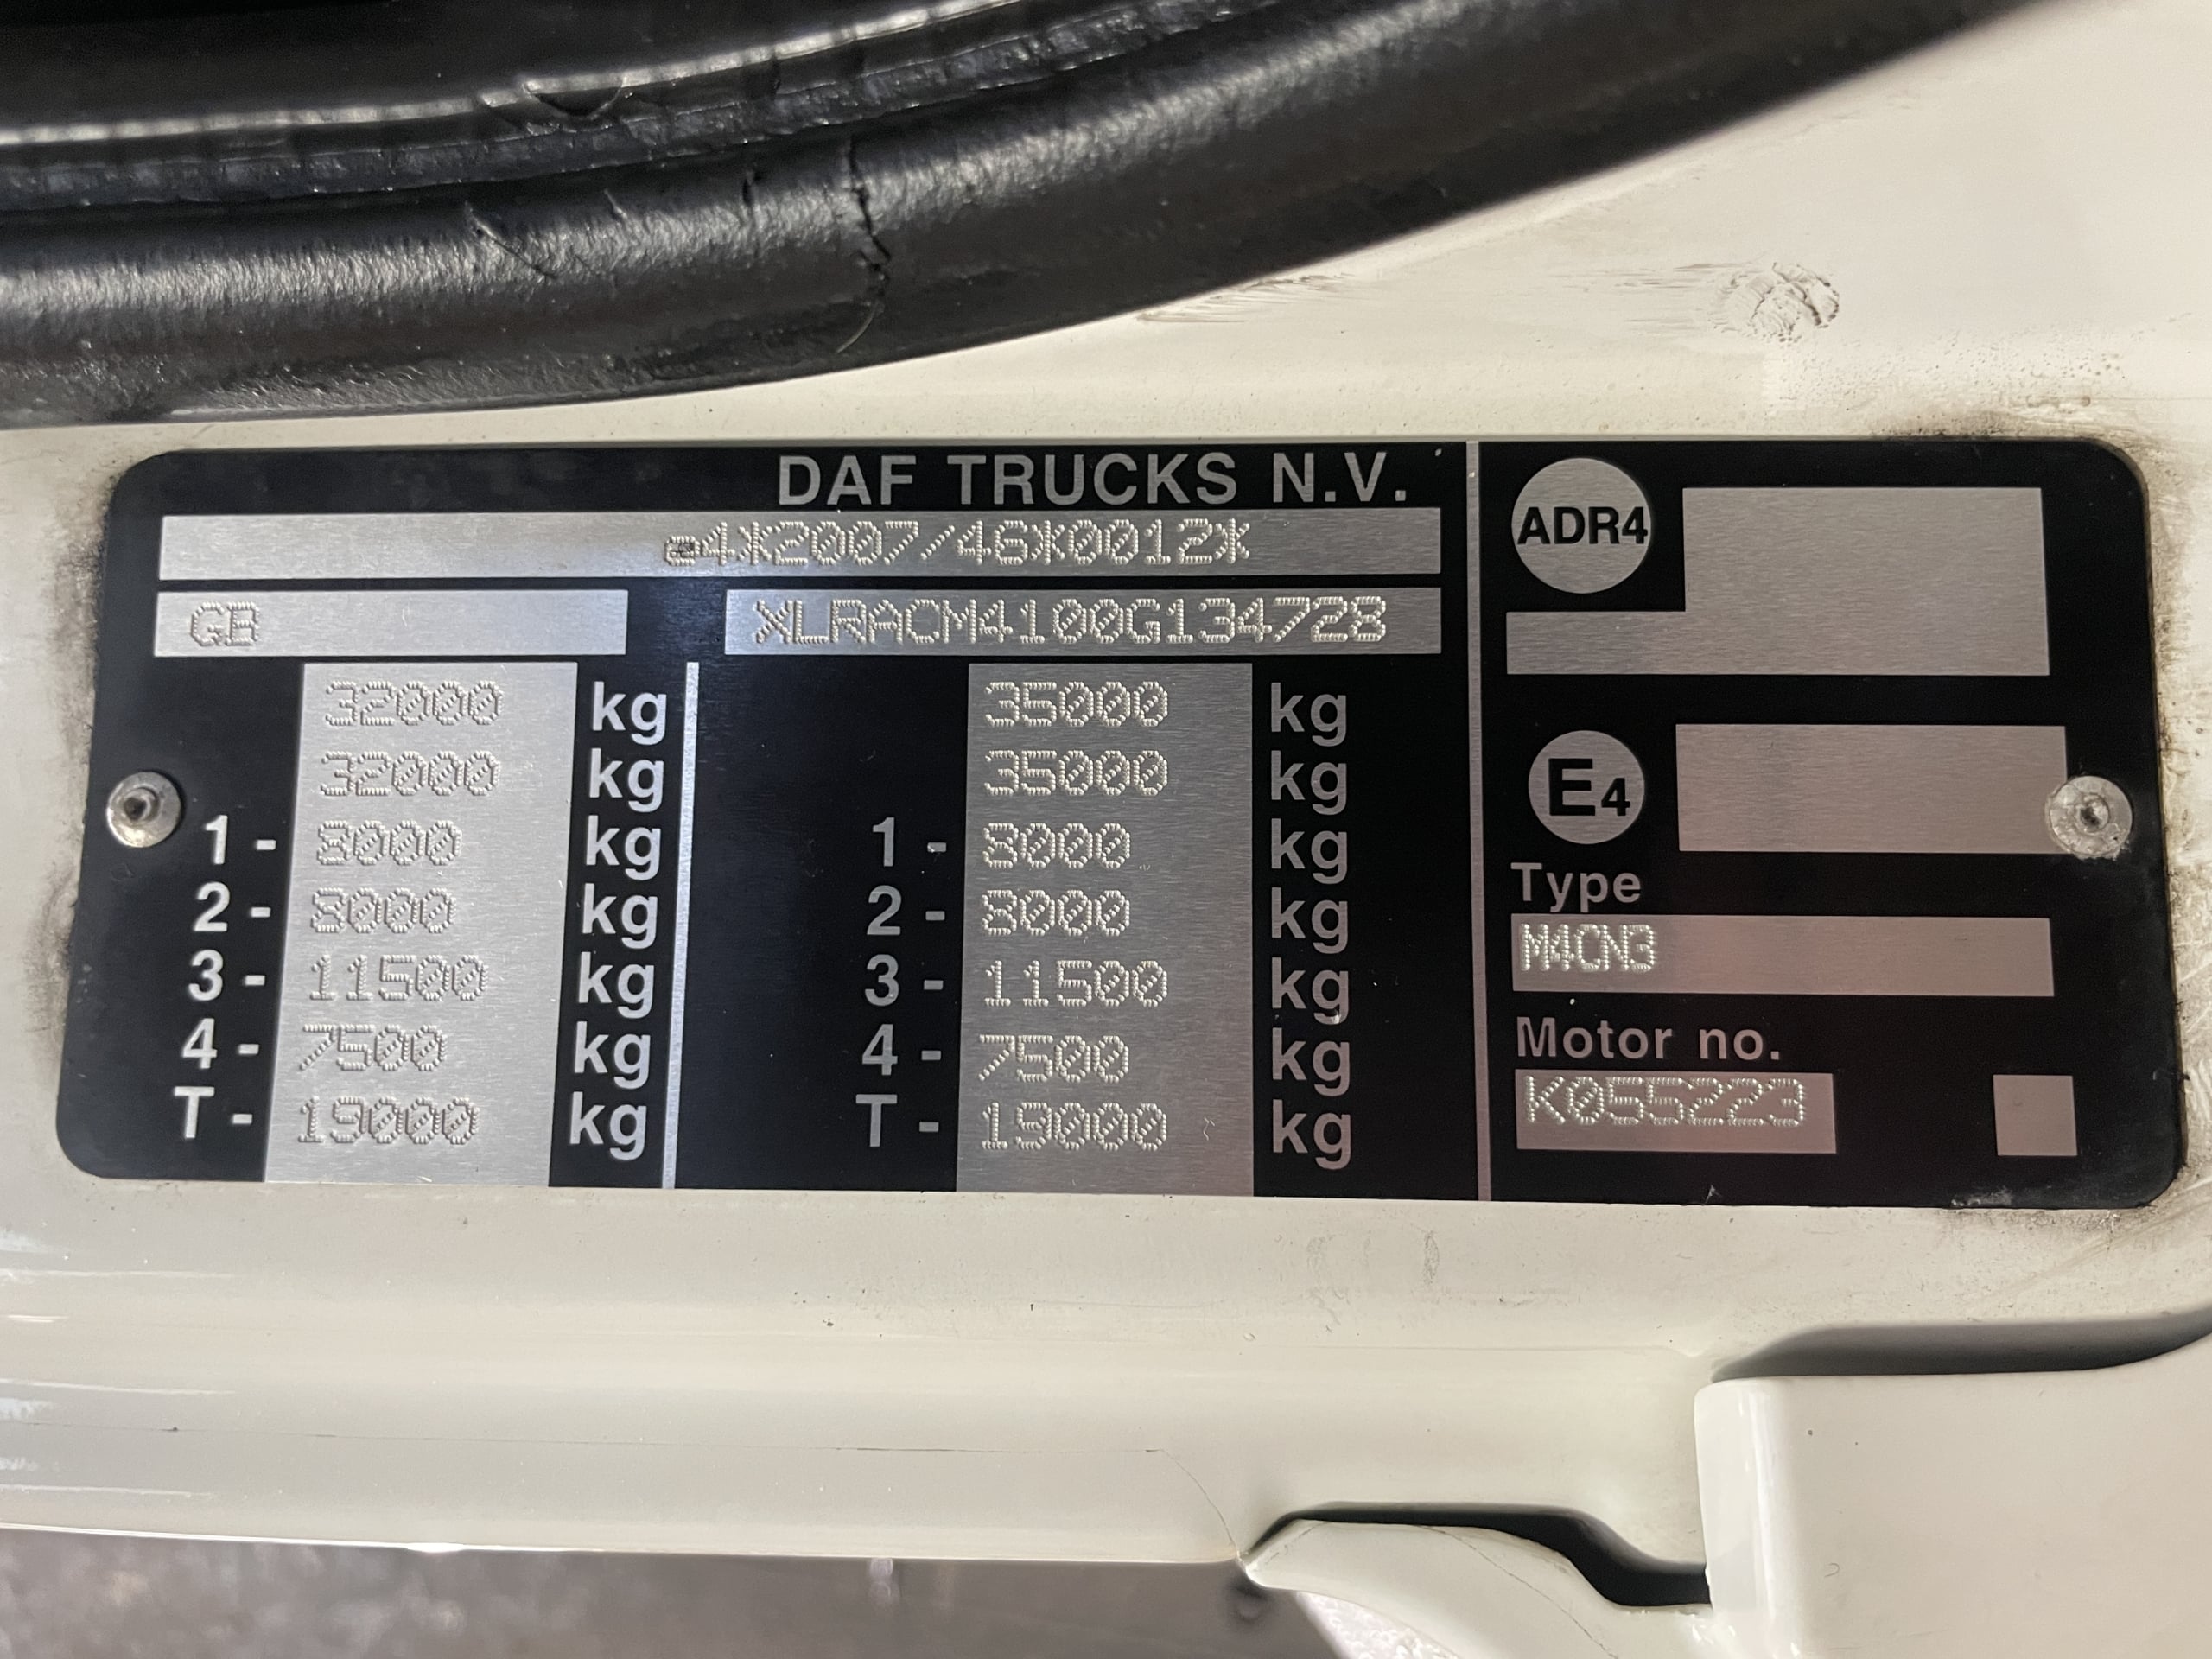 DAF TRUCKS N.V.
e4*2007/46*0012*
GB
XLRACM4100G134728
32000 kg
32000 kg
1 - 8000 kg
2 - 8000 kg
3 - 11500 kg
4 - 7500 kg
T - 19000 kg
35000 kg
35000 kg
1 - 8000 kg
2 - 8000 kg
3 - 11500 kg
4 - 7500 kg
T - 19000 kg
ADR4
E4
Type
M4CN3
Motor no.
K055223